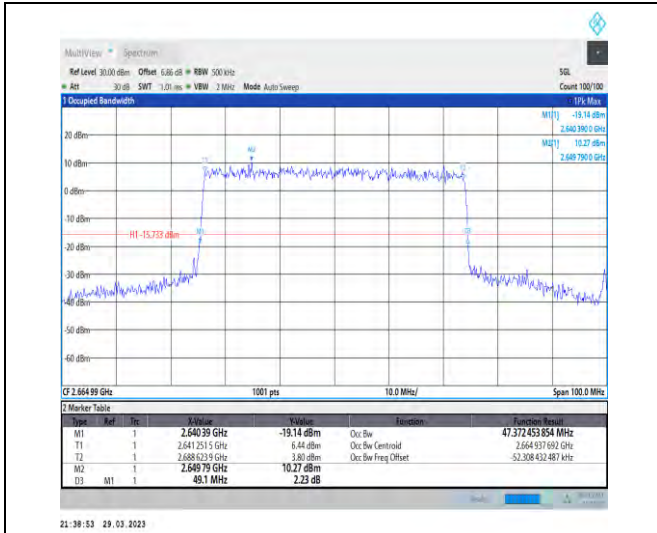 MultiView Spectrum
Ref Level 30.00 dBm Offset 6.86 dB RBW 500 kHz SGL
Att 30 dB SWT 1.01 ms VBW 2 MHz Mode Auto Sweep Count 100/100
1 Occupied Bandwidth 1Pk Max
M1[1] -19.14 dBm
2.640 390 0 GHz
M2[1] 10.27 dBm
2.649 790 0 GHz
20 dBm
M2
T1 T2
10 dBm
0 dBm
-10 dBm
H1 -15.733 dBm
M1 D3
-20 dBm
-30 dBm
-40 dBm
-50 dBm
-60 dBm
CF 2.664 99 GHz 1001 pts 10.0 MHz/ Span 100.0 MHz
2 Marker Table
Type Ref Trc X-Value Y-Value Function Function Result
M1 1 2.640 39 GHz -19.14 dBm Occ Bw 47.372 453 854 MHz
T1 1 2.641 251 5 GHz 6.44 dBm Occ Bw Centroid 2.664 937 692 GHz
T2 1 2.688 623 9 GHz 3.80 dBm Occ Bw Freq Offset -52.308 432 487 kHz
M2 1 2.649 79 GHz 10.27 dBm
D3 M1 1 49.1 MHz 2.23 dB
21:38:53 29.03.2023